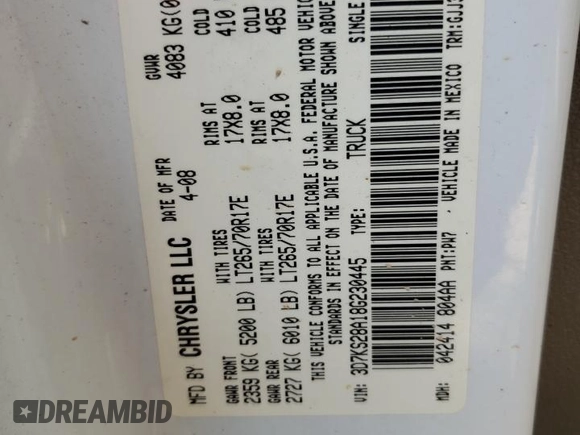 MFD BY CHRYSLER LLC
DATE OF MFR
4-08
GVWR
4083 KG(
GAWR FRONT
WITH TIRES
RIMS AT
COLD
2359 KG( 5200 LB) LT265/70R17E
17X8.0
410
GAWR REAR
WITH TIRES
RIMS AT
COLD
2727 KG( 6010 LB) LT265/70R17E
17X8.0
485
THIS VEHICLE CONFORMS TO ALL APPLICABLE U.S.A. FEDERAL MOTOR
STANDARDS IN EFFECT ON THE DATE OF MANUFACTURE SHOWN ABOVE
VIN: 3D7KS28A18G230445 TYPE: TRUCK SINGLE
MDH: 042414 804AA PNT:PW7 VEHICLE MADE IN MEXICO TRM:
DREAMBID